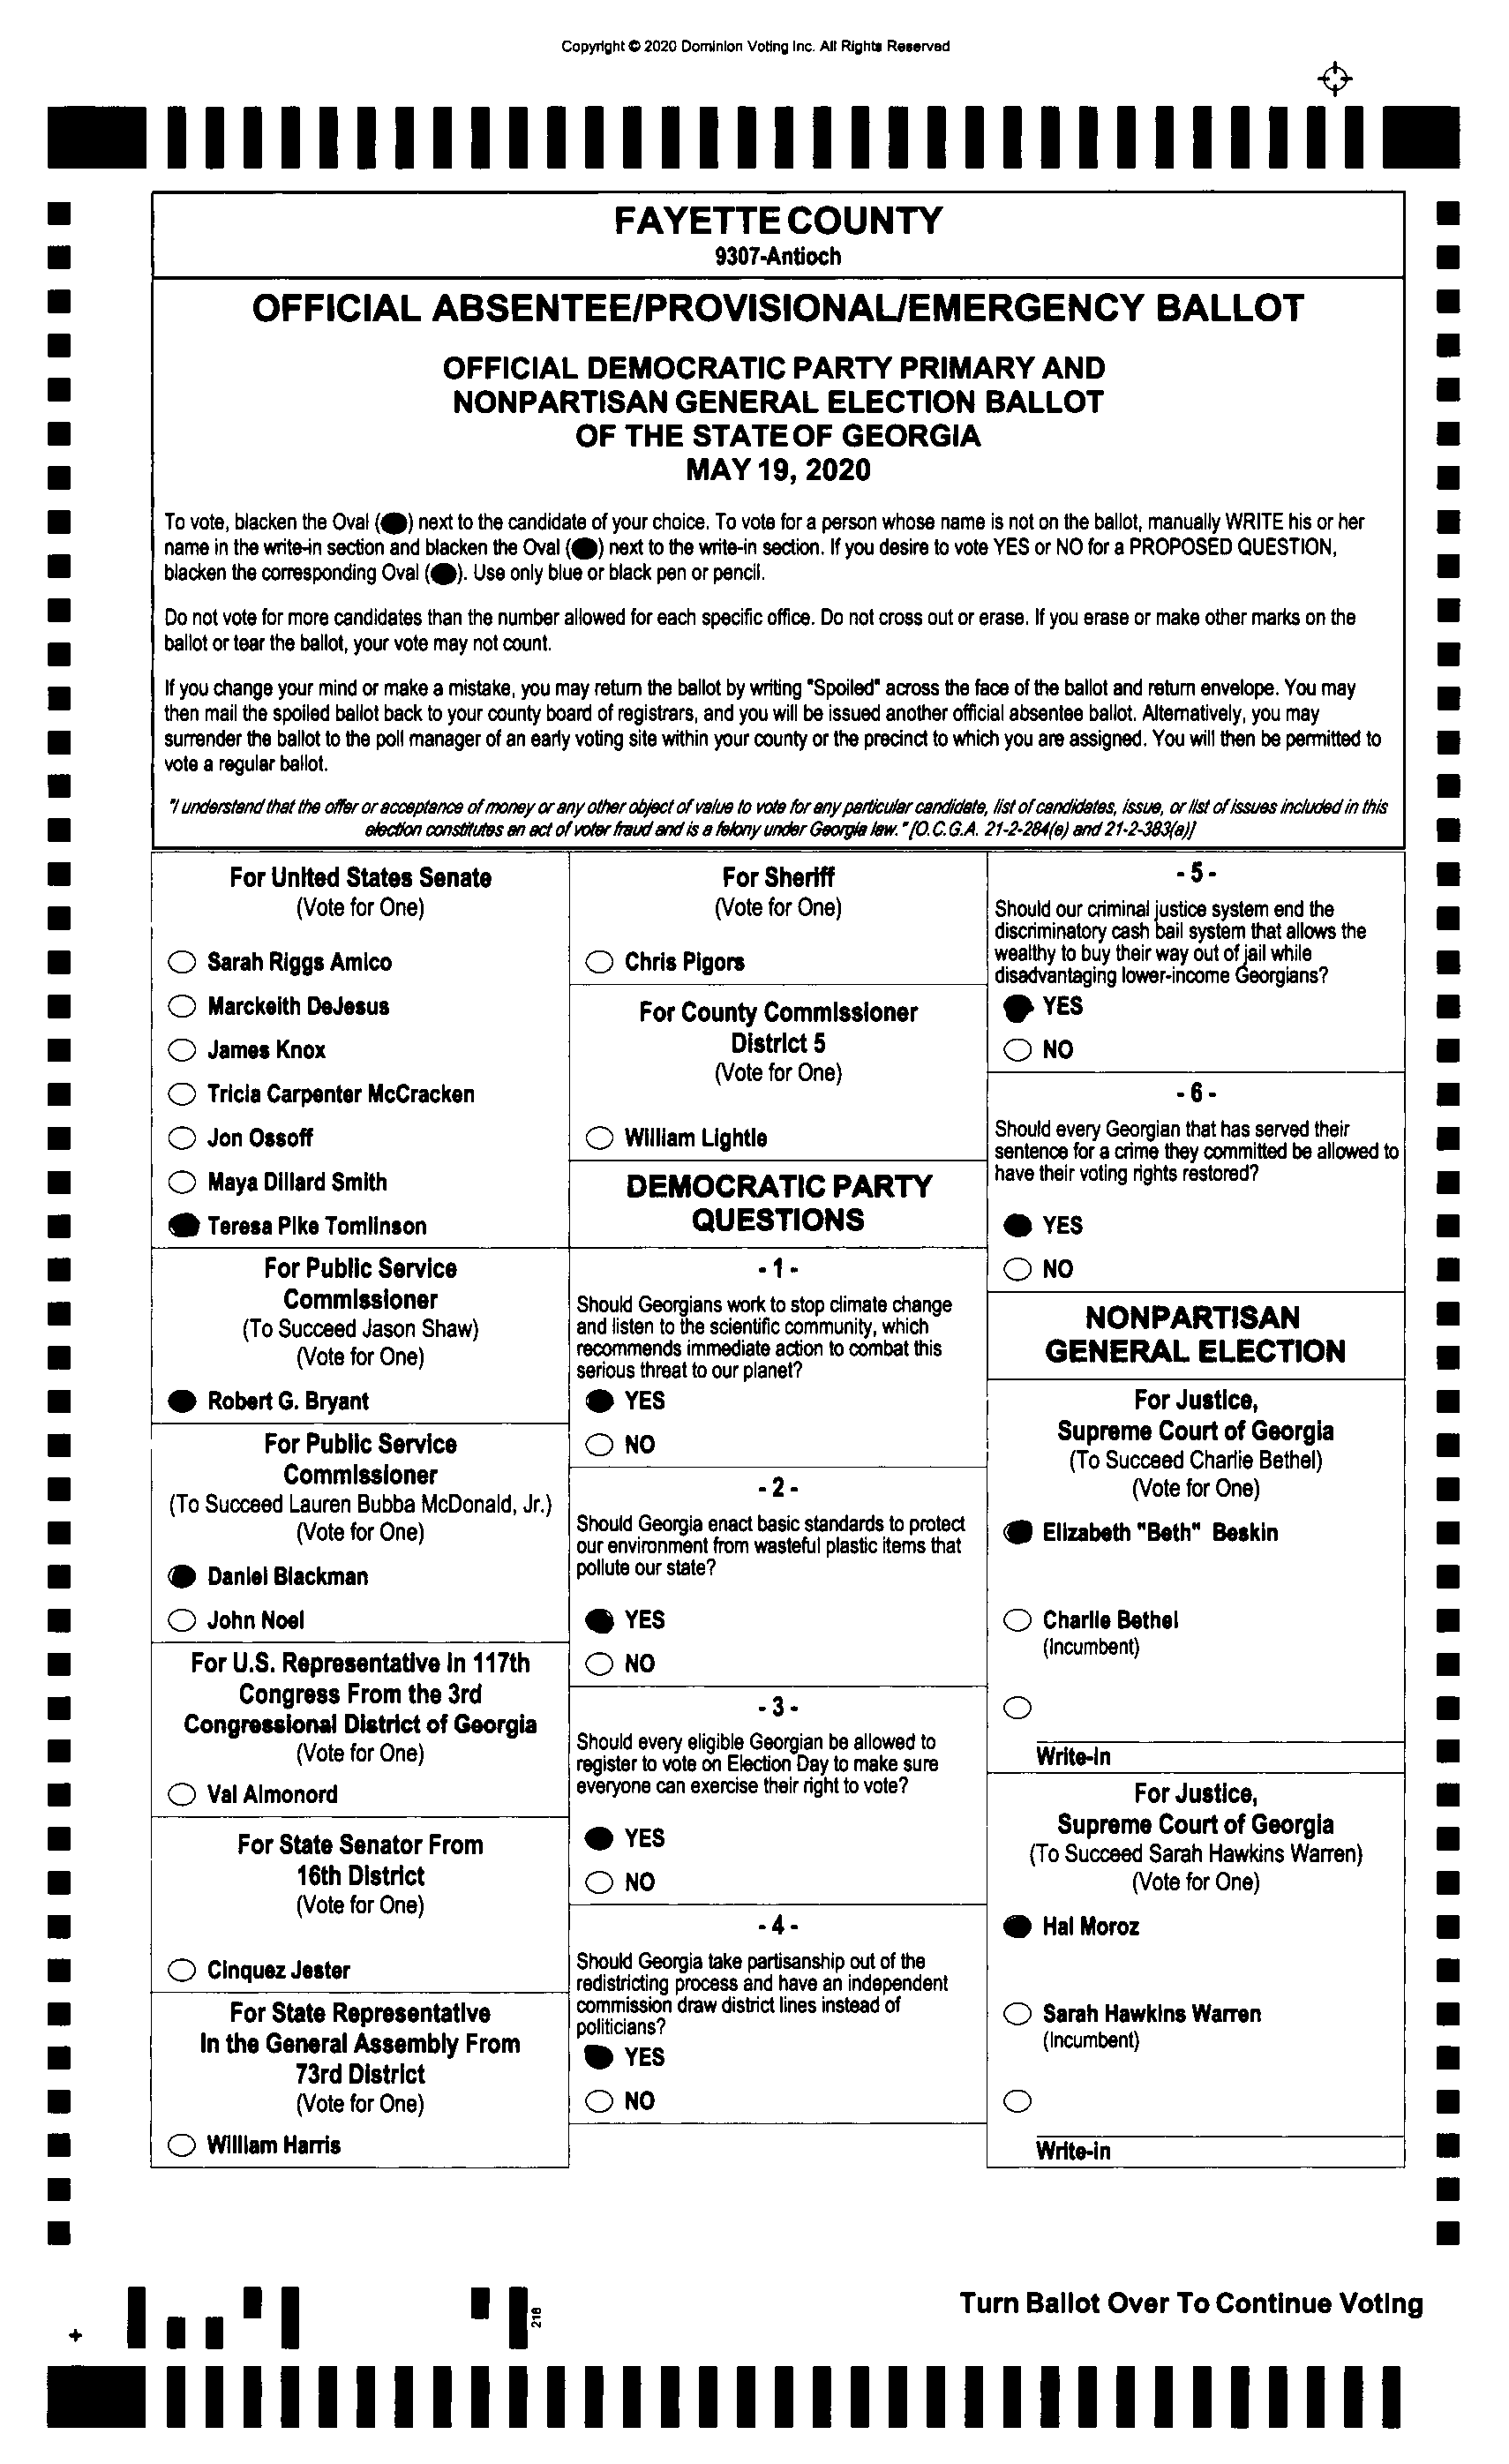 Copyright © 2020 Dominion Voting Inc. All Rights Reserved
FAYETTE COUNTY
9307-Antioch
OFFICIAL ABSENTEE/PROVISIONAL/EMERGENCY BALLOT
OFFICIAL DEMOCRATIC PARTY PRIMARY AND
NONPARTISAN GENERAL ELECTION BALLOT
OF THE STATE OF GEORGIA
MAY 19, 2020
To vote, blacken the Oval ( ) next to the candidate of your choice. To vote for a person whose name is not on the ballot, manually WRITE his or her
name in the write-in section and blacken the Oval ( ) next to the write-in section. If you desire to vote YES or NO for a PROPOSED QUESTION,
blacken the corresponding Oval ( ). Use only blue or black pen or pencil.
Do not vote for more candidates than the number allowed for each specific office. Do not cross out or erase. If you erase or make other marks on the
ballot or tear the ballot, your vote may not count.
If you change your mind or make a mistake, you may return the ballot by writing "Spoiled" across the face of the ballot and return envelope. You may
then mail the spoiled ballot back to your county board of registrars, and you will be issued another official absentee ballot. Alternatively, you may
surrender the ballot to the poll manager of an early voting site within your county or the precinct to which you are assigned. You will then be permitted to
vote a regular ballot.
"I understand that the offer or acceptance of money or any other object of value to vote for any particular candidate, list of candidates, issue, or list of issues included in this
election constitutes an act of voter fraud and is a felony under Georgia law." [O.C.G.A. 21-2-284(e) and 21-2-383(a)]
For United States Senate
(Vote for One)
Sarah Riggs Amico
Marckeith DeJesus
James Knox
Tricia Carpenter McCracken
Jon Ossoff
Maya Dillard Smith
Teresa Pike Tomlinson
For Public Service
Commissioner
(To Succeed Jason Shaw)
(Vote for One)
Robert G. Bryant
For Public Service
Commissioner
(To Succeed Lauren Bubba McDonald, Jr.)
(Vote for One)
Daniel Blackman
John Noel
For U.S. Representative in 117th
Congress From the 3rd
Congressional District of Georgia
(Vote for One)
Val Almonord
For State Senator From
16th District
(Vote for One)
Cinquez Jester
For State Representative
In the General Assembly From
73rd District
(Vote for One)
William Harris
For Sheriff
(Vote for One)
Chris Pigors
For County Commissioner
District 5
(Vote for One)
William Lightle
DEMOCRATIC PARTY
QUESTIONS
- 1 -
Should Georgians work to stop climate change
and listen to the scientific community, which
recommends immediate action to combat this
serious threat to our planet?
YES
NO
- 2 -
Should Georgia enact basic standards to protect
our environment from wasteful plastic items that
pollute our state?
YES
NO
- 3 -
Should every eligible Georgian be allowed to
register to vote on Election Day to make sure
everyone can exercise their right to vote?
YES
NO
- 4 -
Should Georgia take partisanship out of the
redistricting process and have an independent
commission draw district lines instead of
politicians?
YES
NO
- 5 -
Should our criminal justice system end the
discriminatory cash bail system that allows the
wealthy to buy their way out of jail while
disadvantaging lower-income Georgians?
YES
NO
- 6 -
Should every Georgian that has served their
sentence for a crime they committed be allowed to
have their voting rights restored?
YES
NO
NONPARTISAN
GENERAL ELECTION
For Justice,
Supreme Court of Georgia
(To Succeed Charlie Bethel)
(Vote for One)
Elizabeth "Beth" Beskin
Charlie Bethel
(Incumbent)
Write-in
For Justice,
Supreme Court of Georgia
(To Succeed Sarah Hawkins Warren)
(Vote for One)
Hal Moroz
Sarah Hawkins Warren
(Incumbent)
Write-in
218
Turn Ballot Over To Continue Voting